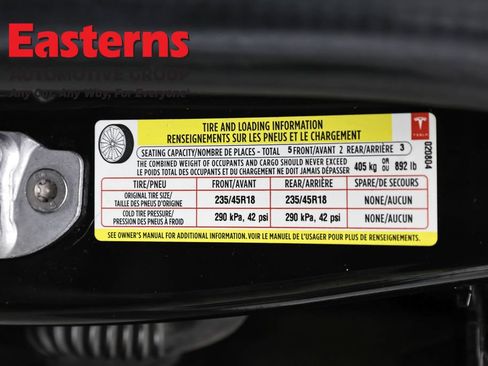 Easterns
AUTOMOTIVE GROUP
Any Car. Any Way. For Everyone!
TIRE AND LOADING INFORMATION
RENSEIGNEMENTS SUR LES PNEUS ET LE CHARGEMENT
TESLA
020804
SEATING CAPACITY/NOMBRE DE PLACES - TOTAL 5 FRONT/AVANT 2 REAR/ARRIÈRE 3
THE COMBINED WEIGHT OF OCCUPANTS AND CARGO SHOULD NEVER EXCEED
LE POIDS TOTAL DES OCCUPANTS ET DU CHARGEMENT NE DOIT JAMAIS DÉPASSER 405 kg OR OU 892 lb
TIRE/PNEU FRONT/AVANT REAR/ARRIÈRE SPARE/DE SECOURS
ORIGINAL TIRE SIZE/
TAILLE DES PNEUS D'ORIGINE 235/45R18 235/45R18 NONE/AUCUN
COLD TIRE PRESSURE/
PRESSION DES PNEUS À FROID 290 kPa, 42 psi 290 kPa, 42 psi NONE/AUCUN
SEE OWNER'S MANUAL FOR ADDITIONAL INFORMATION. VOIR LE MANUEL DE L'USAGER POUR PLUS DE RENSEIGNEMENTS.